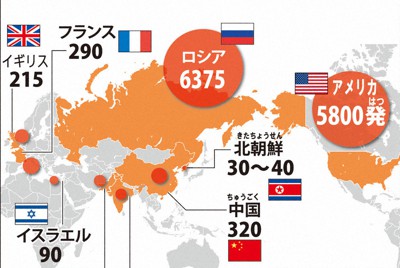 フランス
290
イギリス
215
ロシア
6375
アメリカ
5800発
はつ
きたちょうせん
北朝鮮
30～40
ちゅうごく
中国
320
イスラエル
90